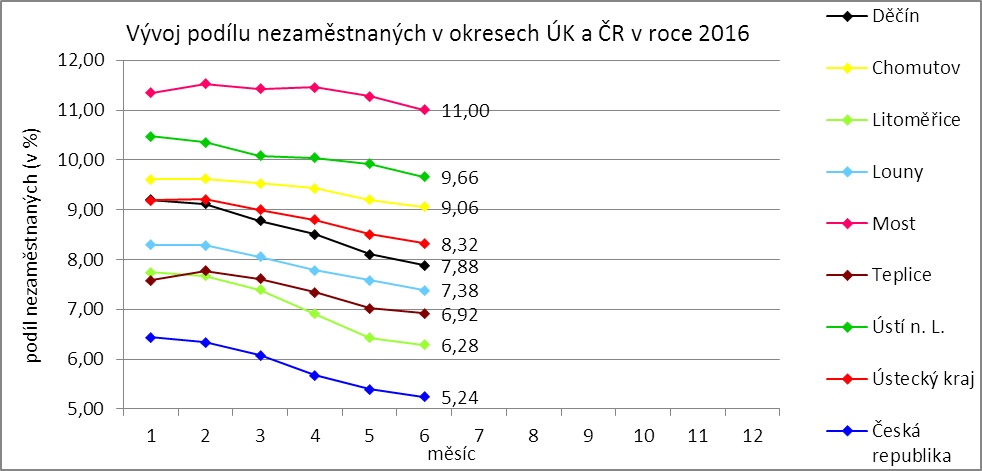 Vývoj podílu nezaměstnaných v okresech ÚK a ČR v roce 2016
podíl nezaměstnaných (v %)
12,00
11,00
10,00
9,00
8,00
7,00
6,00
5,00
11,00
9,66
9,06
8,32
7,88
7,38
6,92
6,28
5,24
1 2 3 4 5 6 7 8 9 10 11 12
měsíc
Děčín
Chomutov
Litoměřice
Louny
Most
Teplice
Ústí n. L.
Ústecký kraj
Česká
republika